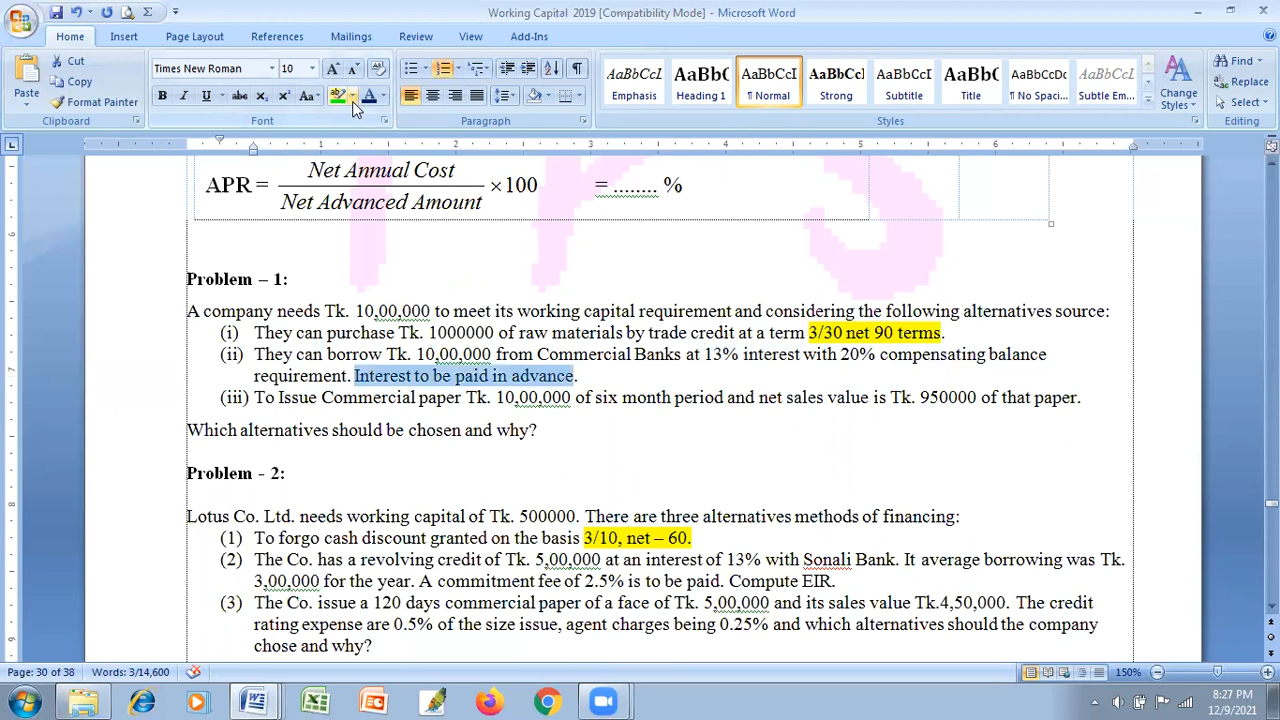 Working Capital 2019 [Compatibility Mode] - Microsoft Word
Home Insert Page Layout References Mailings Review View Add-Ins
Paste
Cut
Copy
Format Painter
Clipboard
Times New Roman 10
Font
Paragraph
AaBbCcI AaBbC AaBbCcI AaBbCc AaBbCcI AaBbCcI AaBbCcDc AaBbCcI
Emphasis Heading 1 ¶ Normal Strong Subtitle Title ¶ No Spaci... Subtle Em...
Change Styles
Styles
Find
Replace
Select
Editing
1 2 3 4 5 6
APR = Net Annual Cost / Net Advanced Amount ×100 = ........ %
Problem – 1:
A company needs Tk. 10,00,000 to meet its working capital requirement and considering the following alternatives source:
(i) They can purchase Tk. 1000000 of raw materials by trade credit at a term 3/30 net 90 terms.
(ii) They can borrow Tk. 10,00,000 from Commercial Banks at 13% interest with 20% compensating balance
requirement. Interest to be paid in advance.
(iii) To Issue Commercial paper Tk. 10,00,000 of six month period and net sales value is Tk. 950000 of that paper.
Which alternatives should be chosen and why?
Problem - 2:
Lotus Co. Ltd. needs working capital of Tk. 500000. There are three alternatives methods of financing:
(1) To forgo cash discount granted on the basis 3/10, net – 60.
(2) The Co. has a revolving credit of Tk. 5,00,000 at an interest of 13% with Sonali Bank. It average borrowing was Tk.
3,00,000 for the year. A commitment fee of 2.5% is to be paid. Compute EIR.
(3) The Co. issue a 120 days commercial paper of a face of Tk. 5,00,000 and its sales value Tk.4,50,000. The credit
rating expense are 0.5% of the size issue, agent charges being 0.25% and which alternatives should the company
chose and why?
Page: 30 of 38 Words: 3/14,600 150%
8:27 PM
12/9/2021